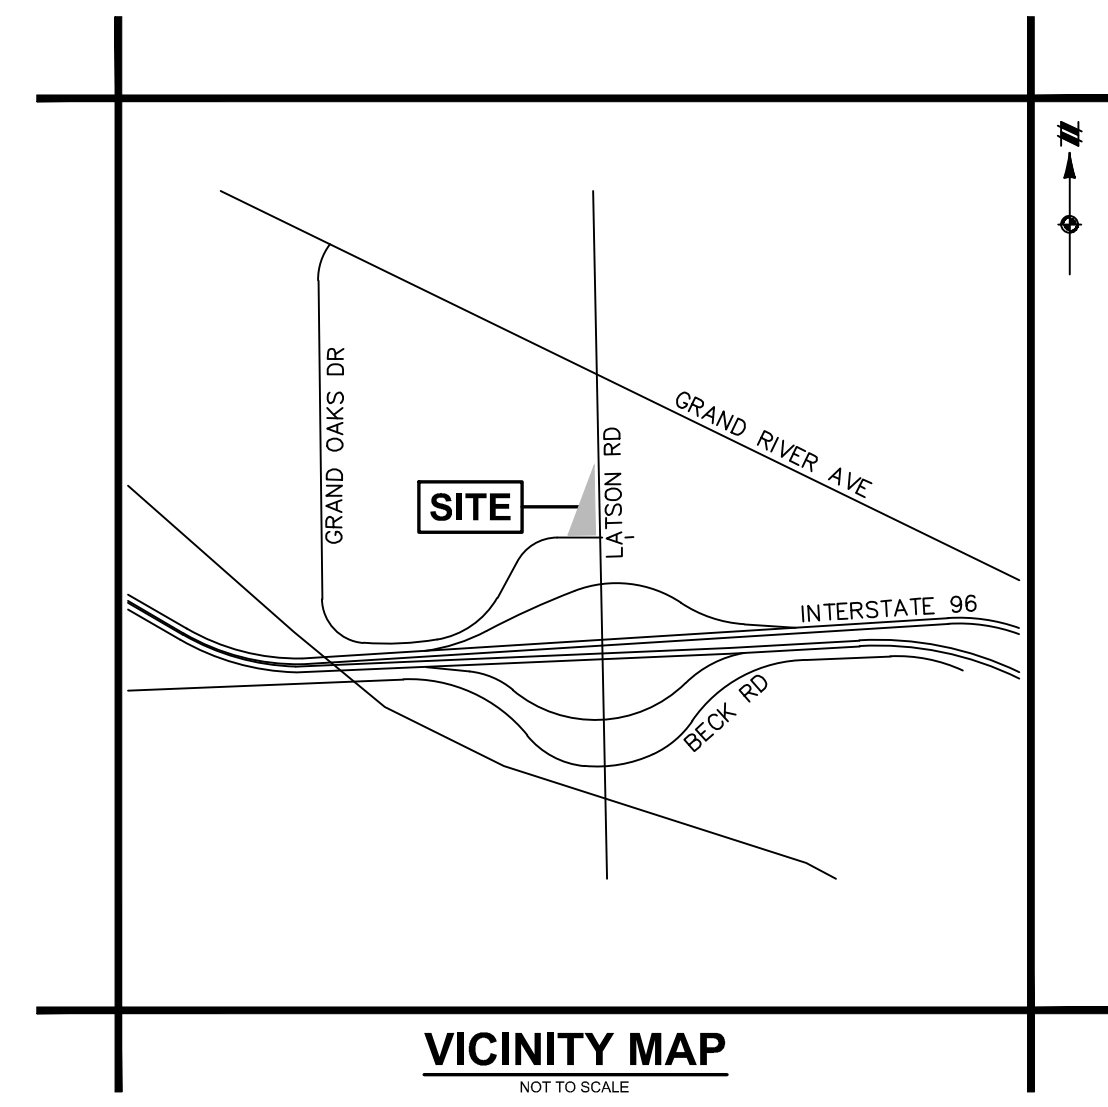 N
GRAND OAKS DR
GRAND RIVER AVE
LATSON RD
SITE
INTERSTATE 96
BECK RD
VICINITY MAP
NOT TO SCALE